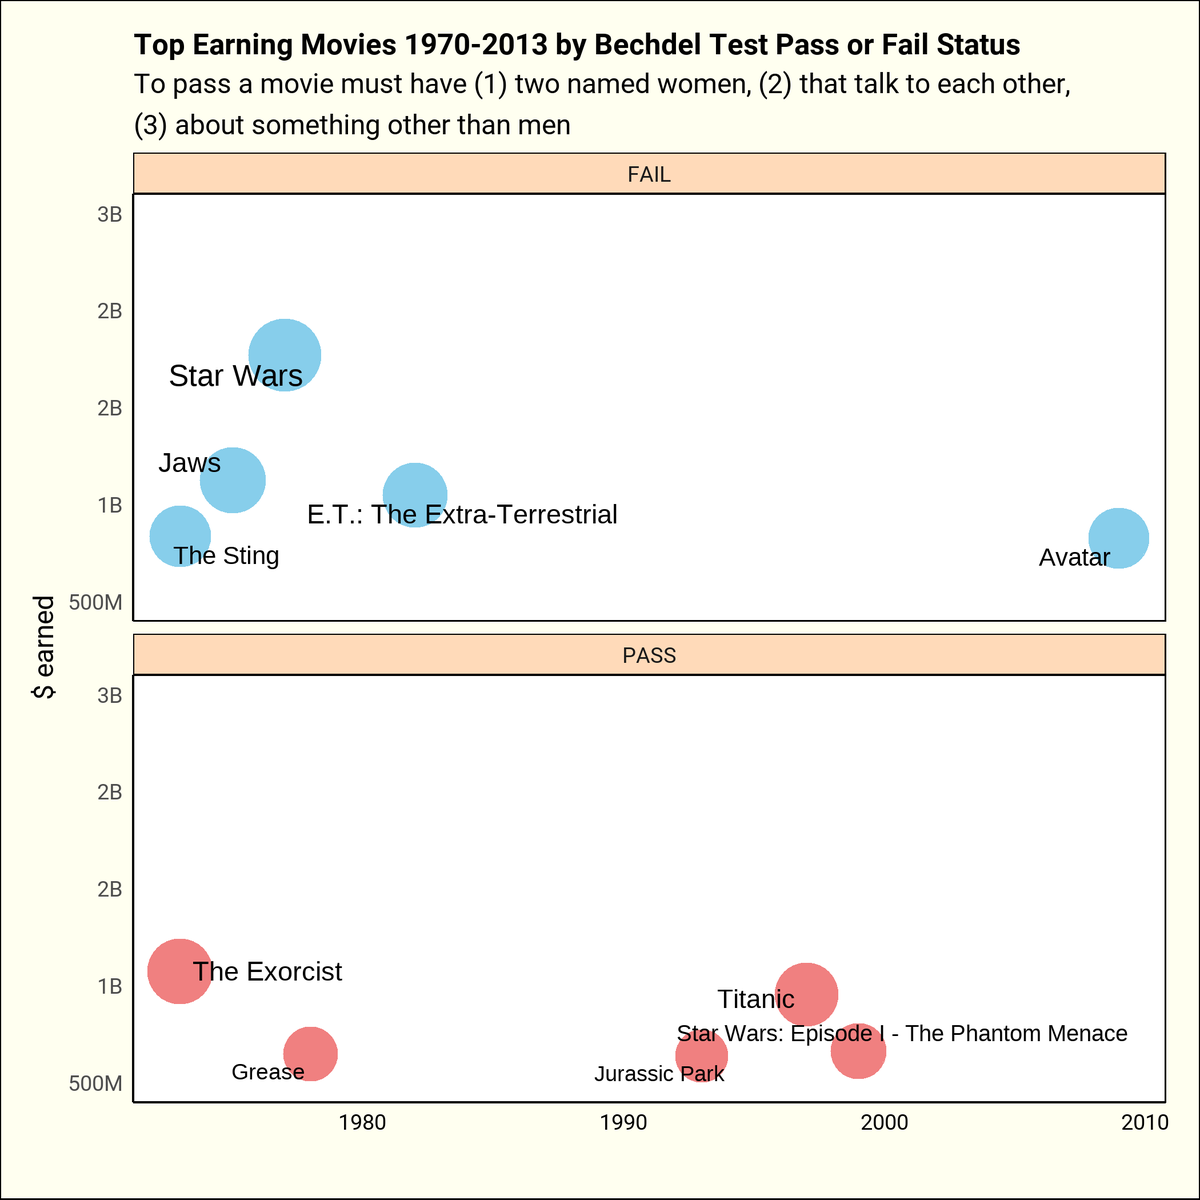 Top Earning Movies 1970-2013 by Bechdel Test Pass or Fail Status
To pass a movie must have (1) two named women, (2) that talk to each other,
(3) about something other than men
FAIL
3B
2B
Star Wars
2B
Jaws
1B
E.T.: The Extra-Terrestrial
The Sting
Avatar
500M
$ earned
PASS
3B
2B
2B
The Exorcist
1B
Titanic
Star Wars: Episode I - The Phantom Menace
Grease
Jurassic Park
500M
1980
1990
2000
2010